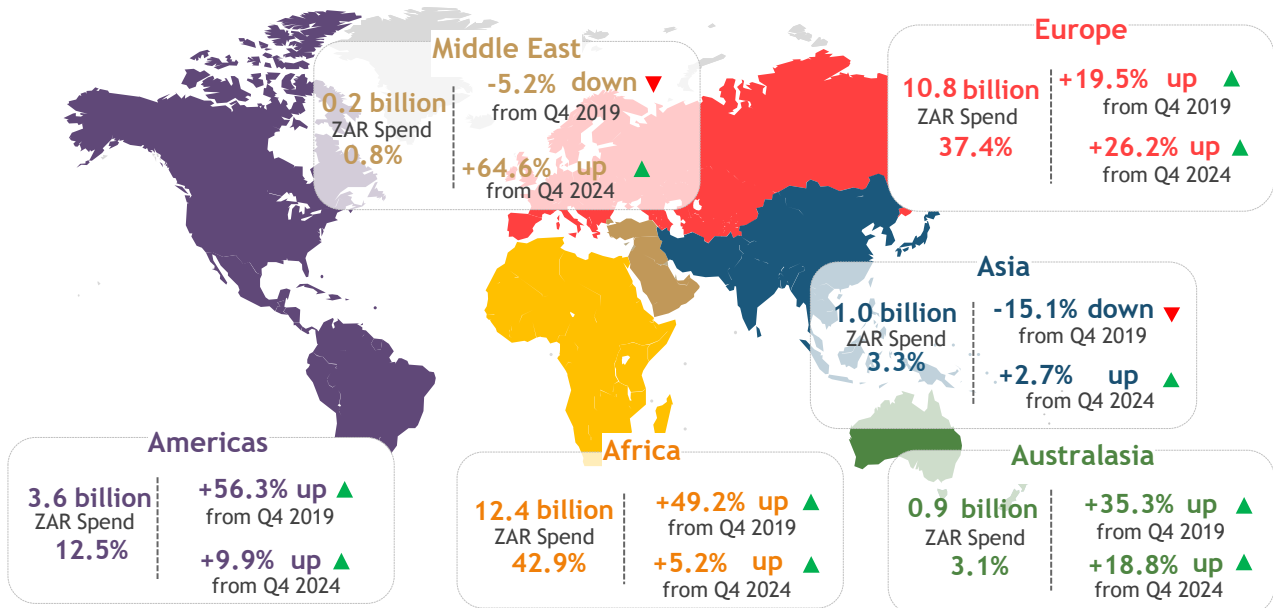 Middle East
0.2 billion
ZAR Spend
0.8%
-5.2% down
from Q4 2019
+64.6% up
from Q4 2024
Europe
10.8 billion
ZAR Spend
37.4%
+19.5% up
from Q4 2019
+26.2% up
from Q4 2024
Asia
1.0 billion
ZAR Spend
3.3%
-15.1% down
from Q4 2019
+2.7% up
from Q4 2024
Americas
3.6 billion
ZAR Spend
12.5%
+56.3% up
from Q4 2019
+9.9% up
from Q4 2024
Africa
12.4 billion
ZAR Spend
42.9%
+49.2% up
from Q4 2019
+5.2% up
from Q4 2024
Australasia
0.9 billion
ZAR Spend
3.1%
+35.3% up
from Q4 2019
+18.8% up
from Q4 2024